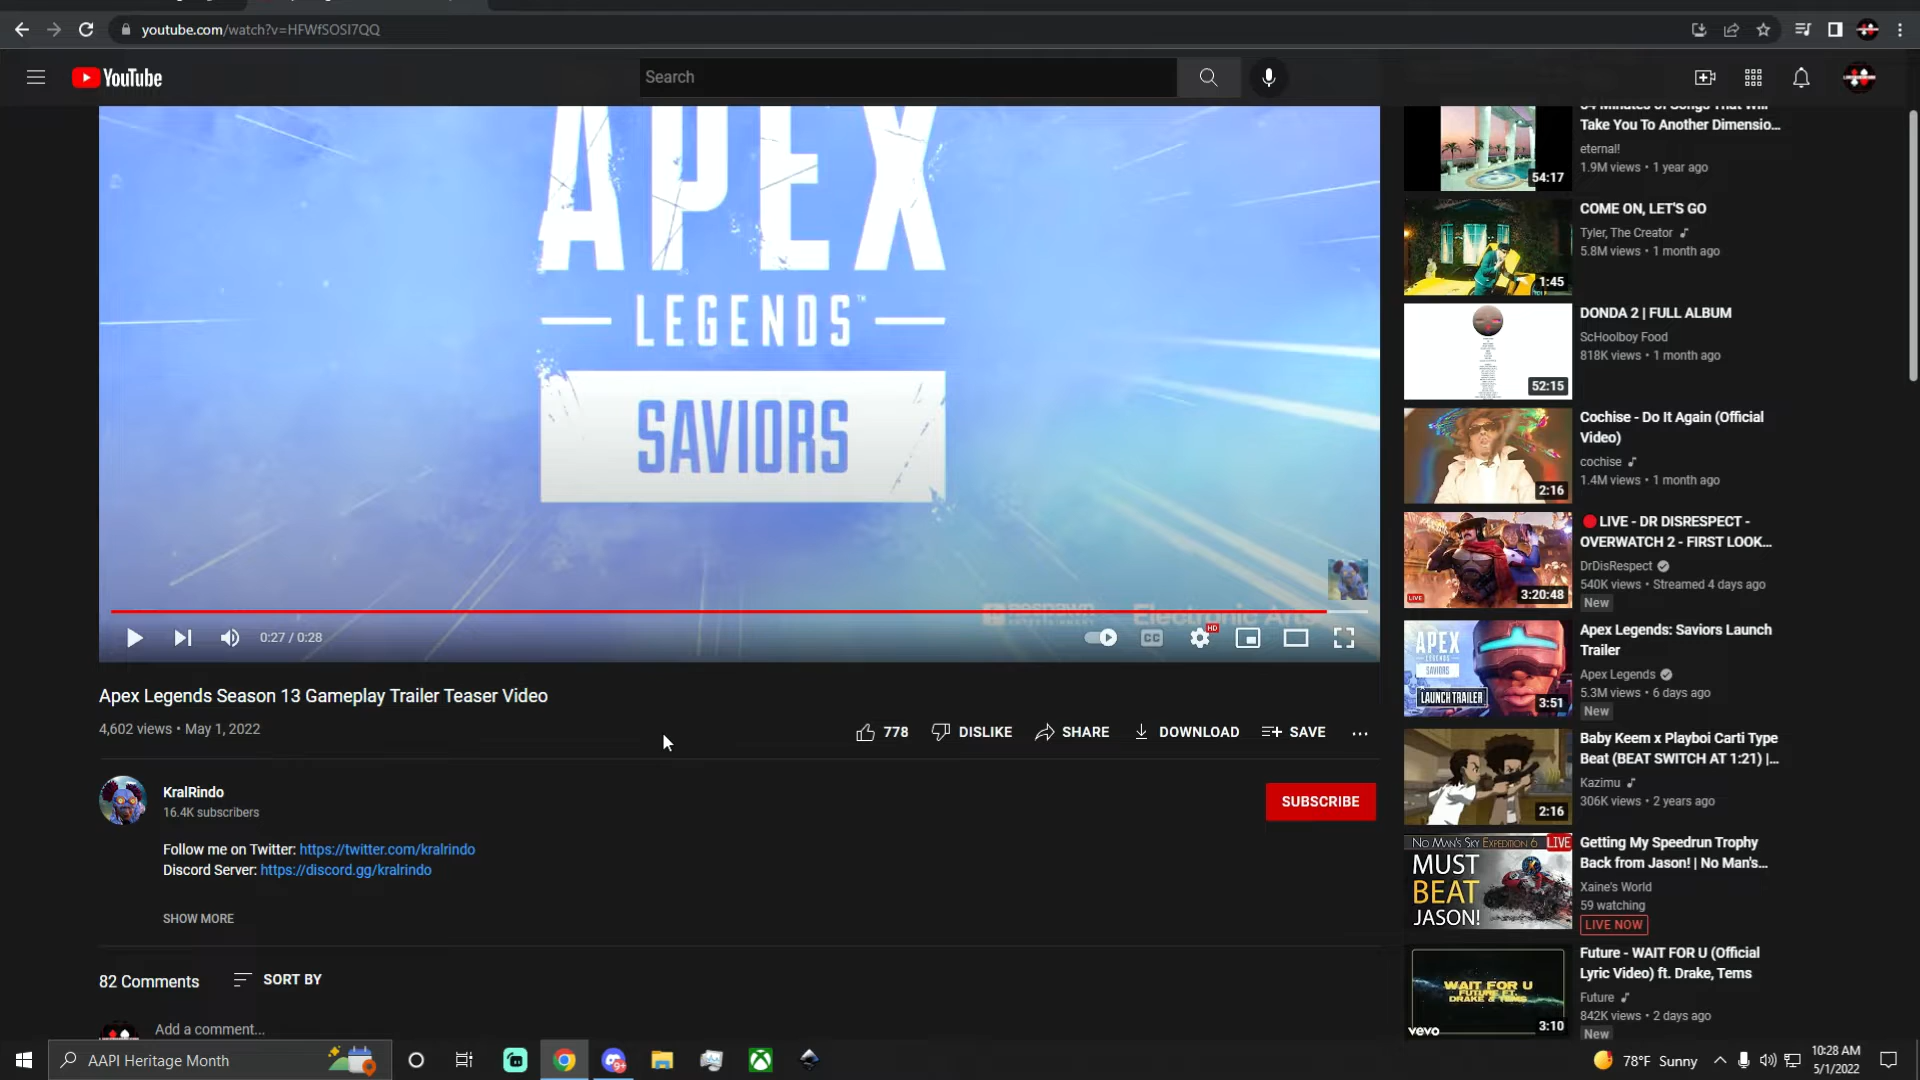 youtube.com/watch?v=HFWfSOSI7QQ
YouTube
Search
APEX
LEGENDS™
SAVIORS
Electronic Arts
0:27 / 0:28
CC
HD
Apex Legends Season 13 Gameplay Trailer Teaser Video
4,602 views • May 1, 2022
778
DISLIKE
SHARE
DOWNLOAD
SAVE
KralRindo
16.4K subscribers
SUBSCRIBE
Follow me on Twitter: https://twitter.com/kralrindo
Discord Server: https://discord.gg/kralrindo
SHOW MORE
82 Comments
SORT BY
Add a comment...
54:17
Take You To Another Dimensio...
eternal!
1.9M views • 1 year ago
1:45
COME ON, LET'S GO
Tyler, The Creator
5.8M views • 1 month ago
52:15
DONDA 2 | FULL ALBUM
ScHoolboy Food
818K views • 1 month ago
2:16
Cochise - Do It Again (Official
Video)
cochise
1.4M views • 1 month ago
LIVE
3:20:48
LIVE - DR DISRESPECT -
OVERWATCH 2 - FIRST LOOK...
DrDisRespect
540K views • Streamed 4 days ago
New
APEX
LEGENDS
SAVIORS
LAUNCH TRAILER
3:51
Apex Legends: Saviors Launch
Trailer
Apex Legends
5.3M views • 6 days ago
New
2:16
Baby Keem x Playboi Carti Type
Beat (BEAT SWITCH AT 1:21) |...
Kazimu
306K views • 2 years ago
NO MAN'S SKY EXPEDITION 6 LIVE
MUST
BEAT
JASON!
Getting My Speedrun Trophy
Back from Jason! | No Man's...
Xaine's World
59 watching
LIVE NOW
WAIT FOR U
FUTURE FT.
DRAKE & TEMS
vevo
3:10
Future - WAIT FOR U (Official
Lyric Video) ft. Drake, Tems
Future
842K views • 2 days ago
New
AAPI Heritage Month
9+
78°F Sunny
10:28 AM
5/1/2022